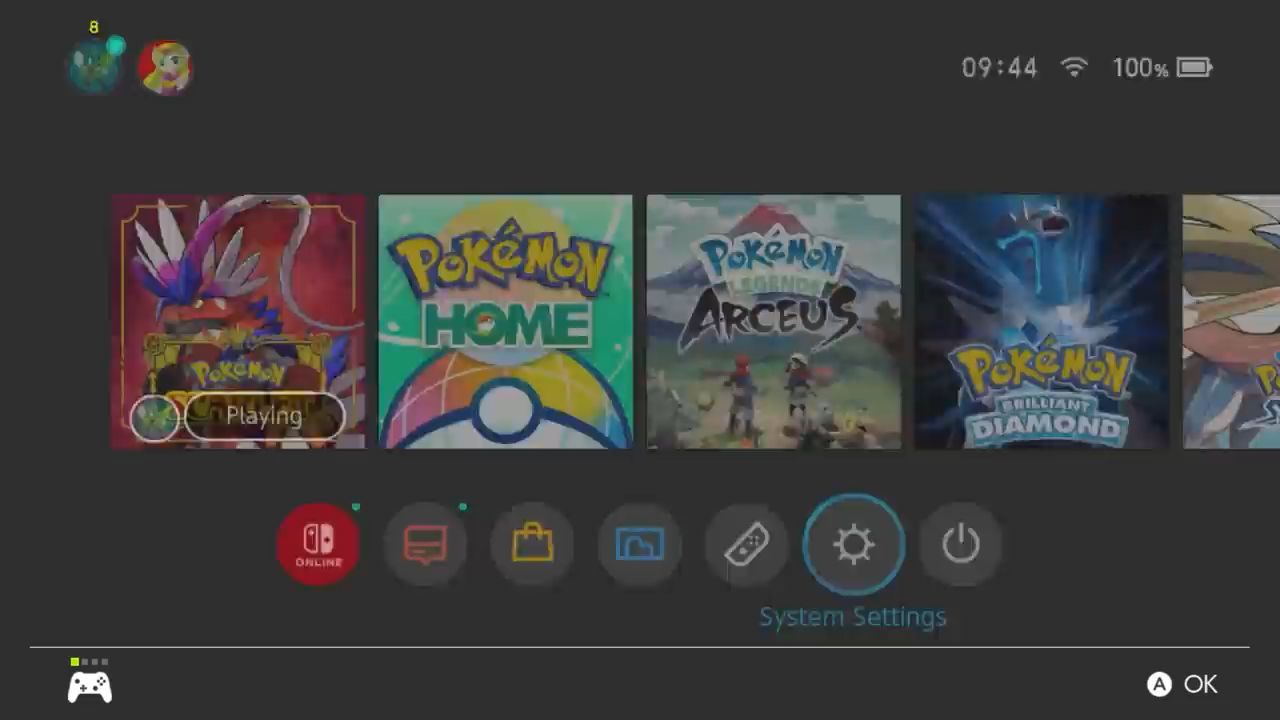 8
09:44 100%
POKÉMON
Playing
POKÉMON
HOME
POKÉMON
LEGENDS
ARCEUS
POKÉMON
BRILLIANT
DIAMOND
ONLINE
System Settings
A OK